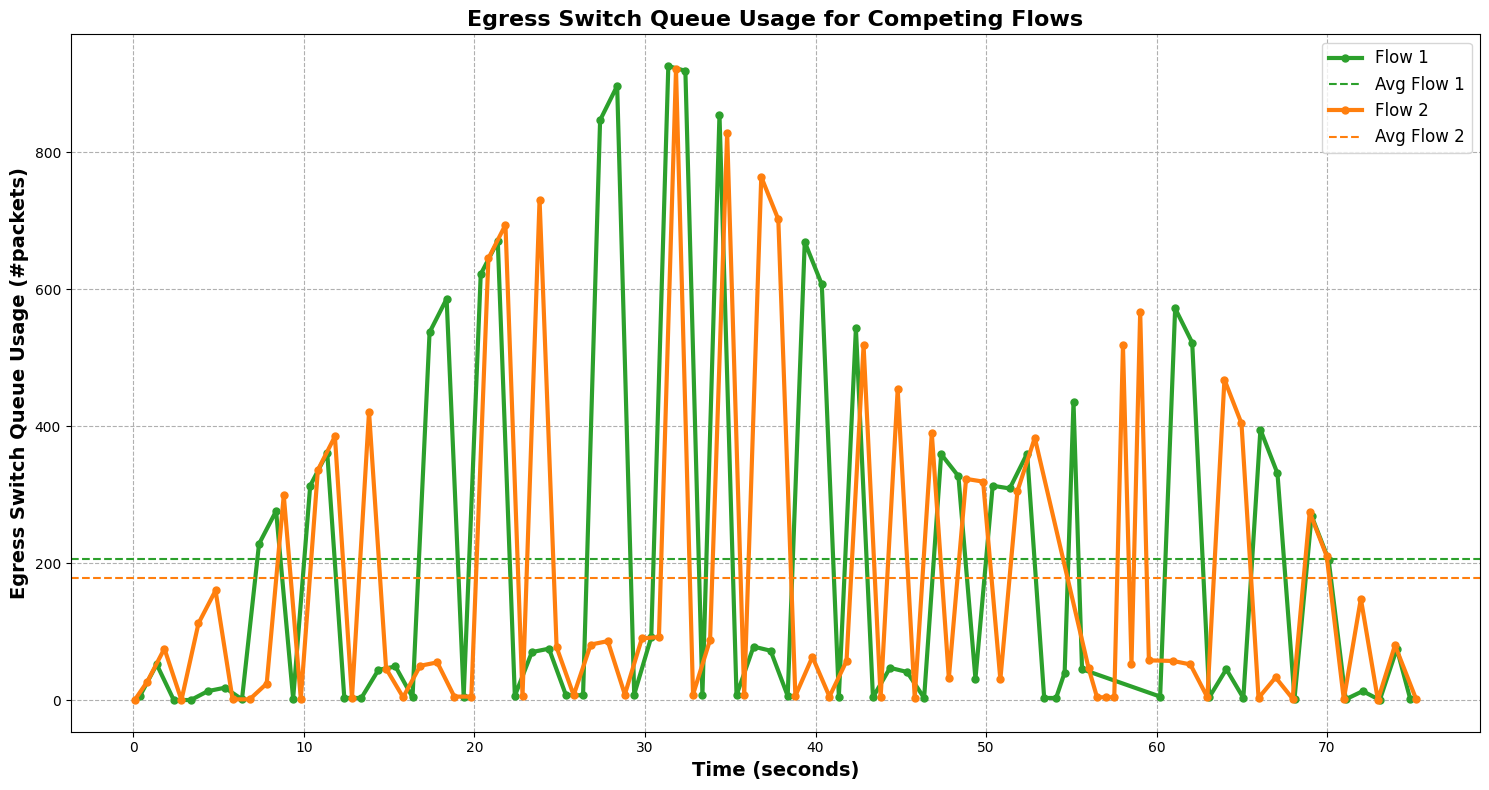 Egress Switch Queue Usage for Competing Flows
Flow 1
Avg Flow 1
Flow 2
Avg Flow 2
Egress Switch Queue Usage (#packets)
800
600
400
200
0
0 10 20 30 40 50 60 70
Time (seconds)